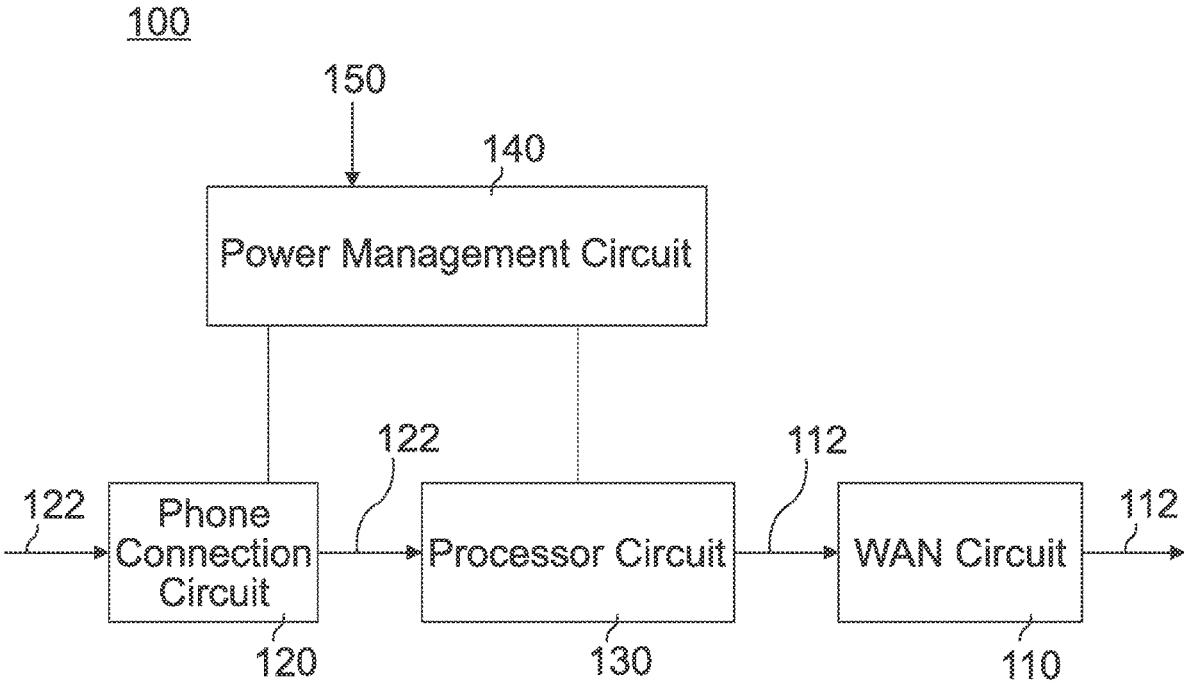 100
150
140
Power Management Circuit
122
112
122
Phone
Connection
Circuit
Processor Circuit
WAN Circuit
112
120
130
110